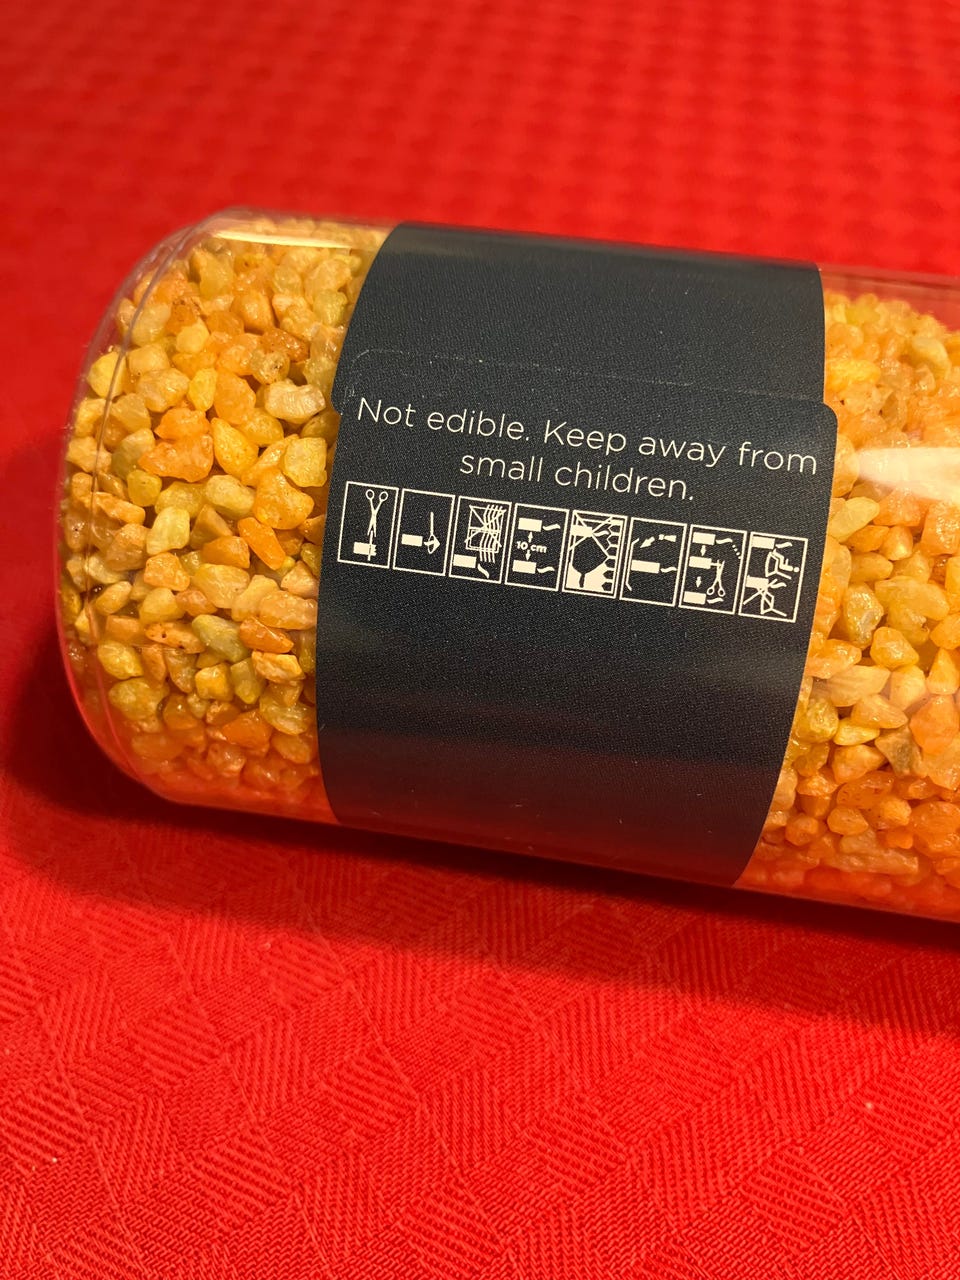 Not edible. Keep away from
small children.
10 cm